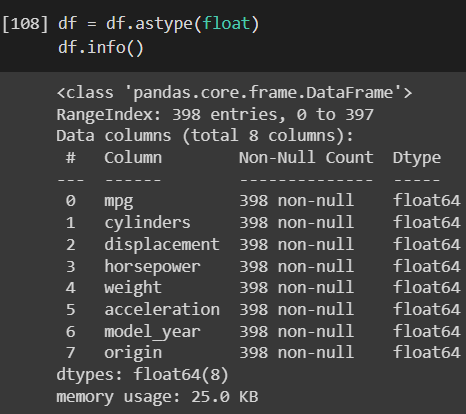 [108] df = df.astype(float)
df.info()
<class 'pandas.core.frame.DataFrame'>
RangeIndex: 398 entries, 0 to 397
Data columns (total 8 columns):
 #   Column        Non-Null Count  Dtype
---  ------        --------------  -----
 0   mpg           398 non-null    float64
 1   cylinders     398 non-null    float64
 2   displacement  398 non-null    float64
 3   horsepower    398 non-null    float64
 4   weight        398 non-null    float64
 5   acceleration  398 non-null    float64
 6   model_year    398 non-null    float64
 7   origin        398 non-null    float64
dtypes: float64(8)
memory usage: 25.0 KB